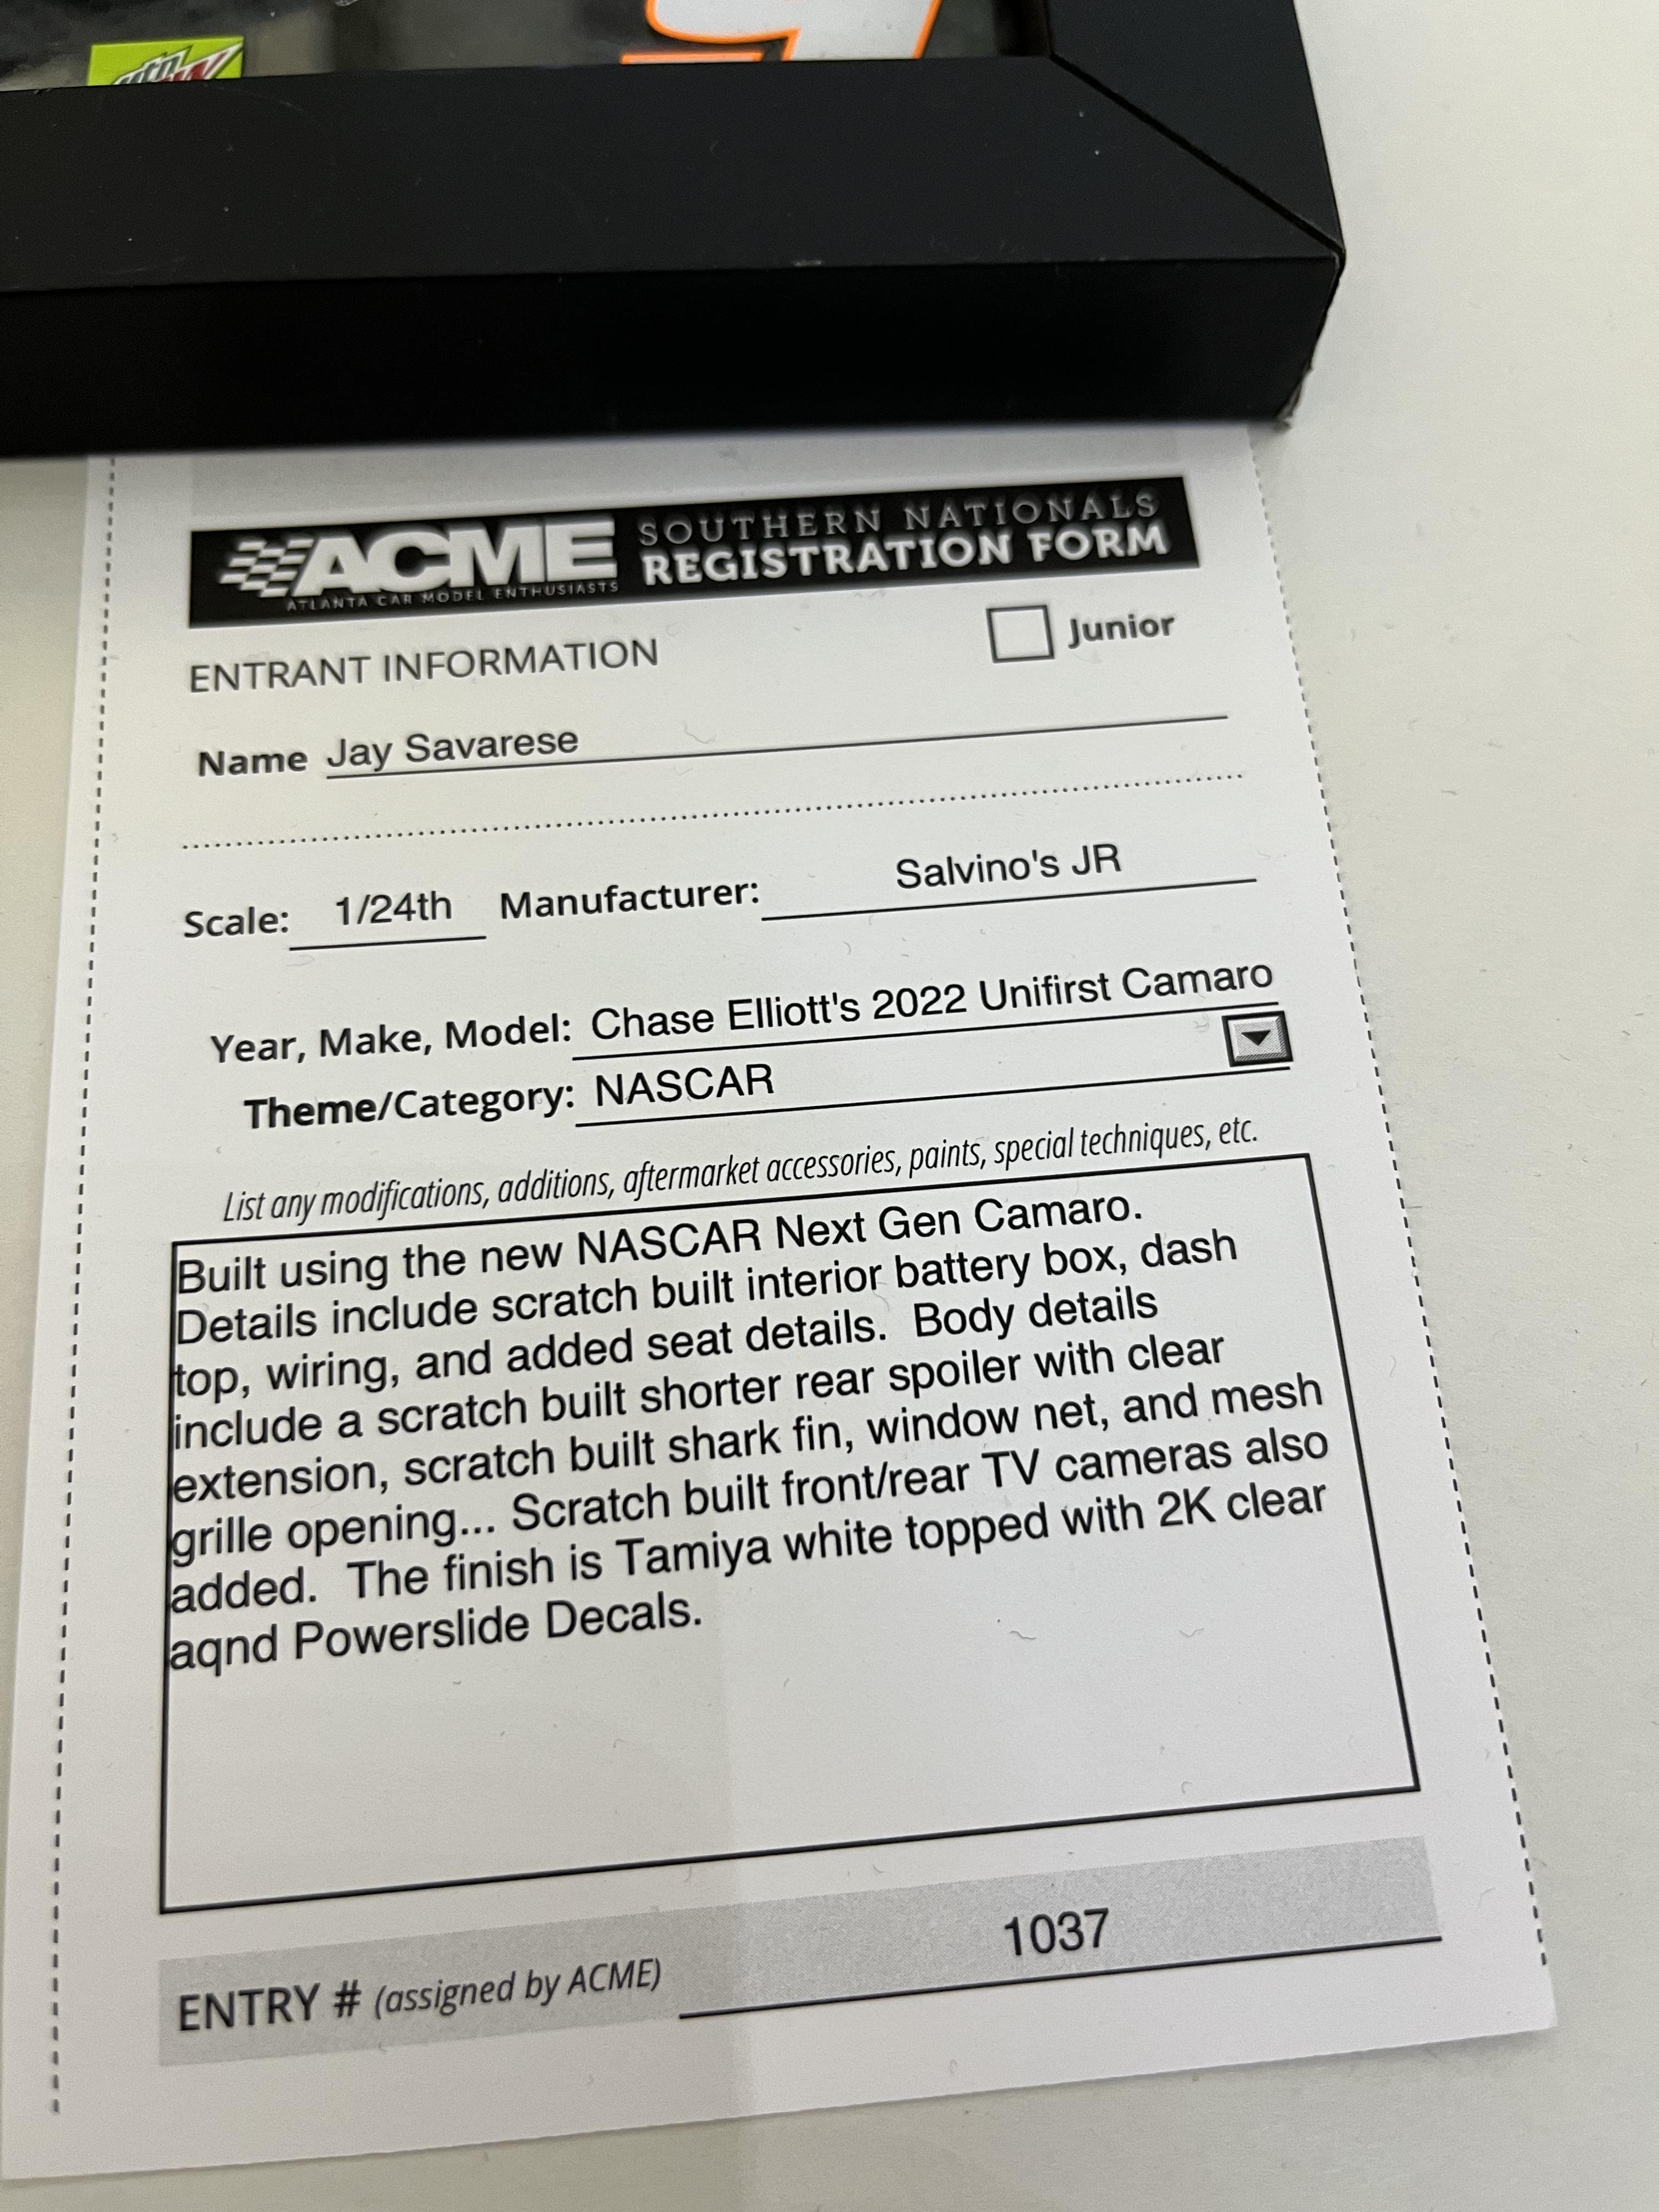 mtn
9
ACME SOUTHERN NATIONALS
ATLANTA CAR MODEL ENTHUSIASTS REGISTRATION FORM
ENTRANT INFORMATION Junior
Name Jay Savarese
Scale: 1/24th Manufacturer: Salvino's JR
Year, Make, Model: Chase Elliott's 2022 Unifirst Camaro
Theme/Category: NASCAR
List any modifications, additions, aftermarket accessories, paints, special techniques, etc.
Built using the new NASCAR Next Gen Camaro.
Details include scratch built interior battery box, dash
top, wiring, and added seat details. Body details
include a scratch built shorter rear spoiler with clear
extension, scratch built shark fin, window net, and mesh
grille opening... Scratch built front/rear TV cameras also
added. The finish is Tamiya white topped with 2K clear
aqnd Powerslide Decals.
ENTRY # (assigned by ACME) 1037